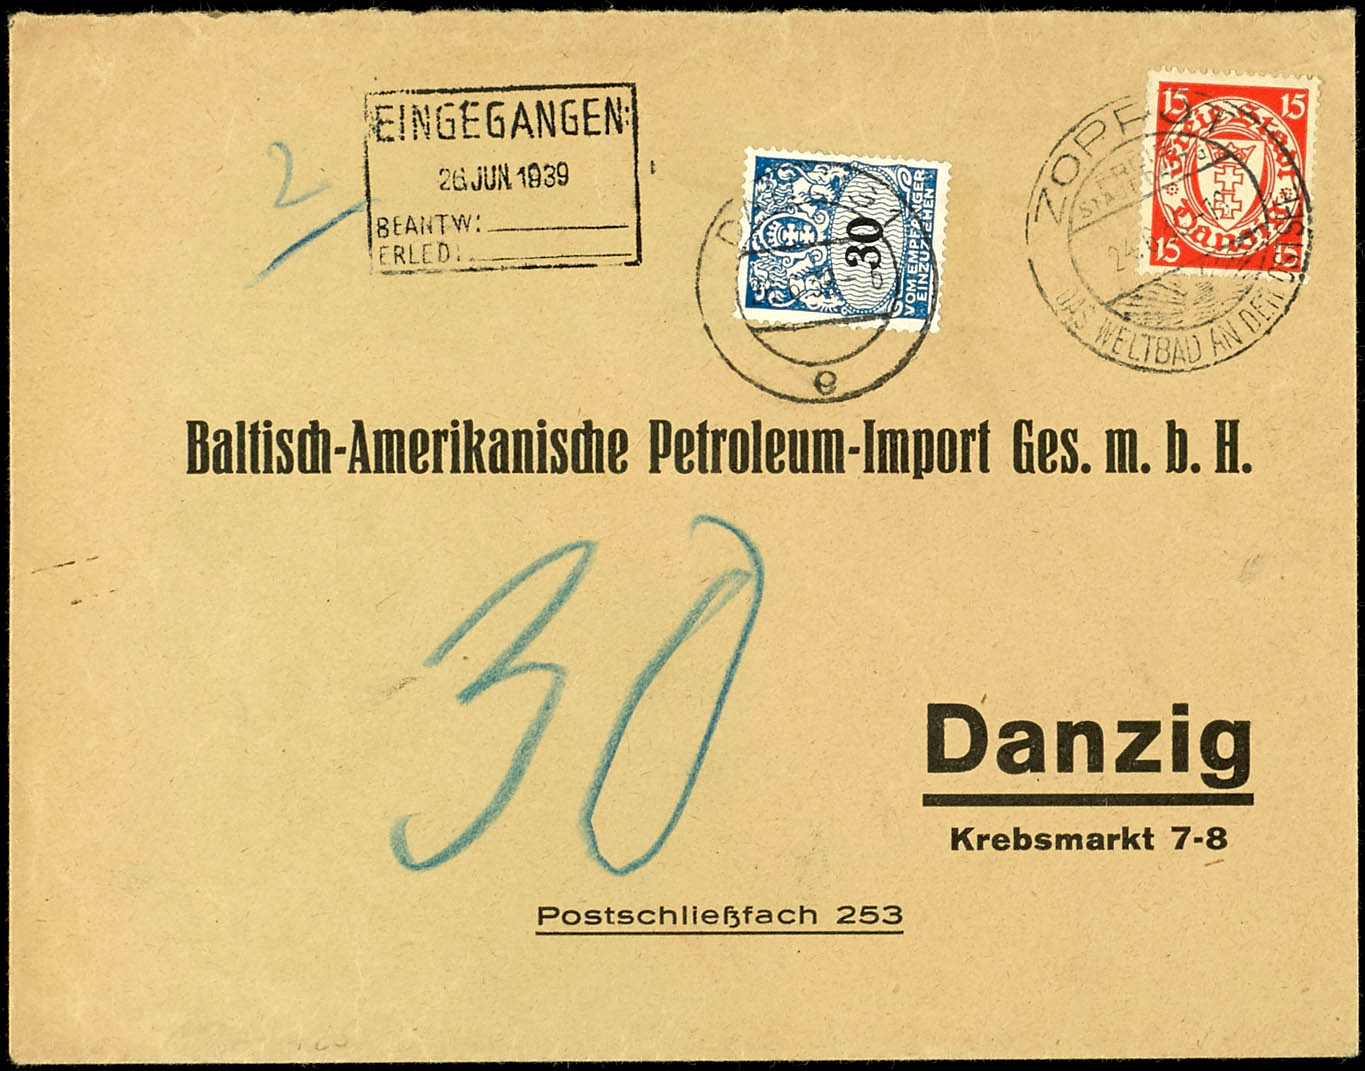 EINGEGANGEN:
26.JUN.1939
BEANTW:
ERLED:
2
30
VOM EMPFÄNGER
EINZUZIEHEN
e
15 15
Freie Stadt
Danzig
15 15
ZOPPOT
24.
DAS WELTBAD AN DER OSTSEE
Baltisch-Amerikanische Petroleum-Import Ges. m. b. H.
30
Danzig
Krebsmarkt 7-8
Postschließfach 253